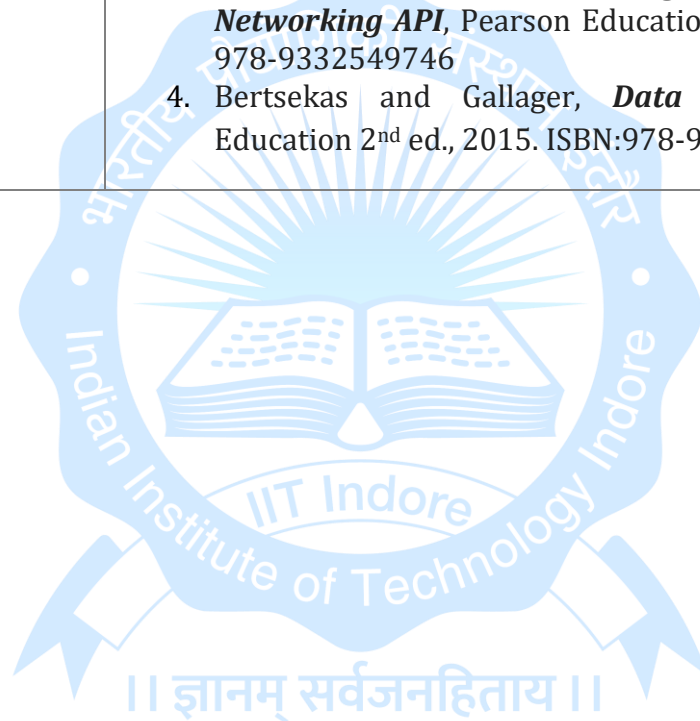 Networking API, Pearson Educatio
978-9332549746
4. Bertsekas and Gallager, Data
Education 2nd ed., 2015. ISBN:978-9
भारतीय प्रौद्योगिकी संस्थान इंदौर
Indian Institute of Technology Indore
IIT Indore
।। ज्ञानम् सर्वजनहिताय ।।